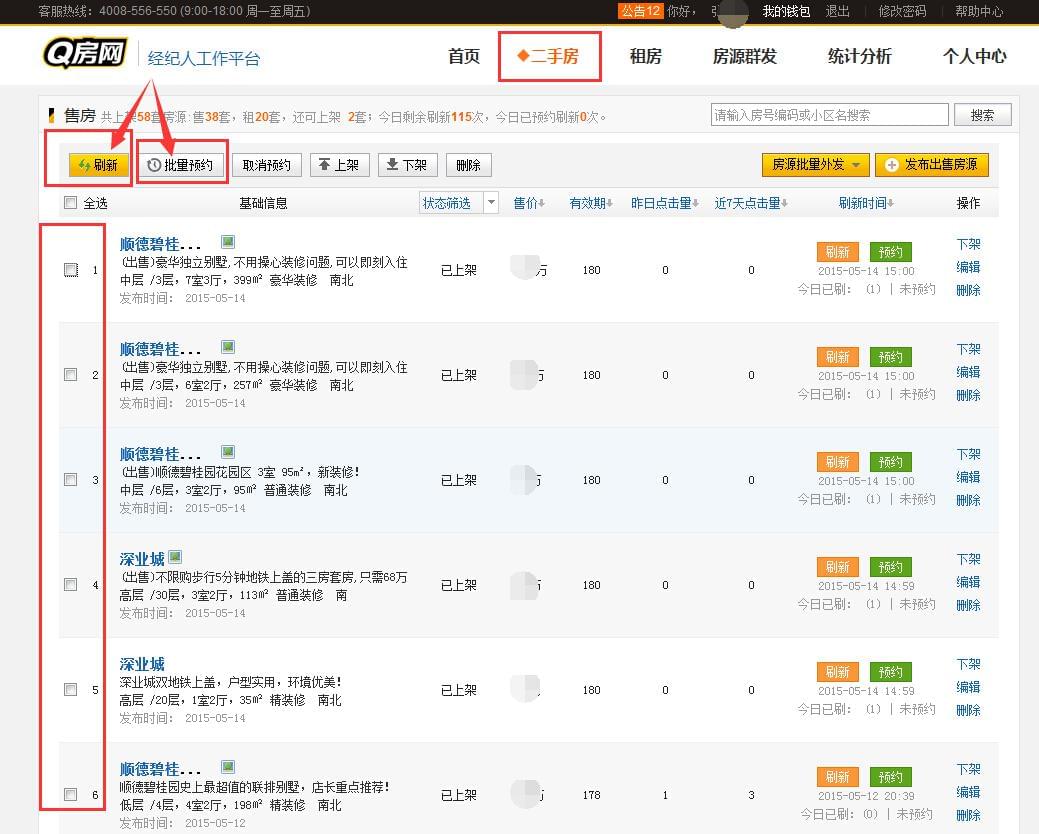 客服热线: 4008-556-550 (9:00-18:00 周一至周五) 公告12 你好, 我的钱包 退出 修改密码 帮助中心
Q房网 经纪人工作平台 首页 ◆二手房 租房 房源群发 统计分析 个人中心
售房 共上架58套房源:售38套，租20套，还可上架 2套；今日剩余刷新115次，今日已预约刷新0次。 请输入房号编码或小区名搜索 搜索
刷新 批量预约 取消预约 上架 下架 删除 房源批量外发 发布出售房源
全选 基础信息 状态筛选 售价 有效期 昨日点击量 近7天点击量 刷新时间 操作
顺德碧桂... 刷新 预约 下架
1 (出售)豪华独立别墅,不用操心装修问题,可以即刻入住 已上架 万 180 0 0 2015-05-14 15:00 编辑
中层 /3层，7室3厅，399㎡ 豪华装修 南北 今日已刷: (1) | 未预约 删除
发布时间: 2015-05-14
顺德碧桂... 刷新 预约 下架
2 (出售)豪华独立别墅,不用操心装修问题,可以即刻入住 已上架 180 0 0 2015-05-14 15:00 编辑
中层 /3层，6室2厅，257㎡ 豪华装修 南北 今日已刷: (1) | 未预约 删除
发布时间: 2015-05-14
顺德碧桂... 刷新 预约 下架
3 (出售)顺德碧桂园花园区 3室 95㎡，新装修! 已上架 180 0 0 2015-05-14 15:00 编辑
中层 /6层，3室2厅，95㎡ 普通装修 南北 今日已刷: (1) | 未预约 删除
发布时间: 2015-05-14
深业城 刷新 预约 下架
4 (出售)不限购步行5分钟地铁上盖的三房套房,只需68万 已上架 180 0 0 2015-05-14 14:59 编辑
高层 /30层，3室2厅，113㎡ 普通装修 南 今日已刷: (1) | 未预约 删除
发布时间: 2015-05-14
深业城 刷新 预约 下架
5 深业城双地铁上盖，户型实用，环境优美! 已上架 180 0 0 2015-05-14 14:59 编辑
高层 /20层，1室2厅，35㎡ 精装修 南北 今日已刷: (1) | 未预约 删除
发布时间: 2015-05-14
顺德碧桂... 刷新 预约 下架
6 顺德碧桂园史上最超值的联排别墅，店长重点推荐! 已上架 178 1 3 2015-05-12 20:39 编辑
低层 /4层，4室2厅，198㎡ 精装修 南北 今日已刷: (0) | 未预约 删除
发布时间: 2015-05-12